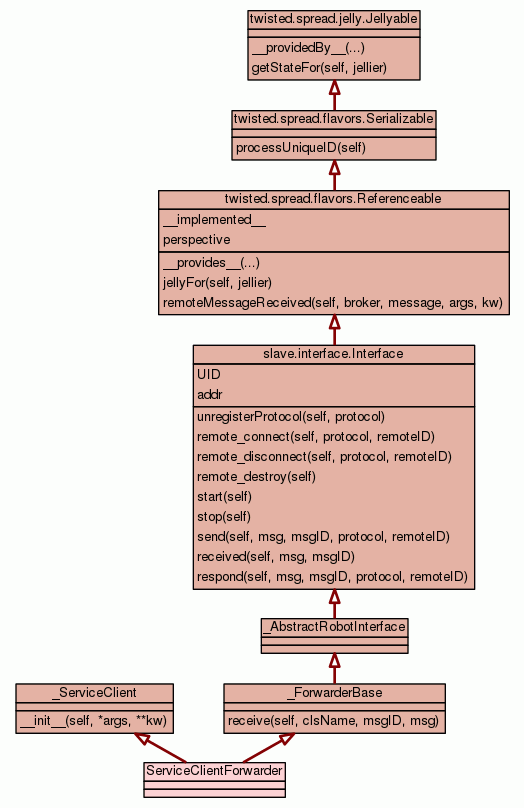 twisted.spread.jelly.Jellyable
__providedBy__(...)
getStateFor(self, jellier)
twisted.spread.flavors.Serializable
processUniqueID(self)
twisted.spread.flavors.Referenceable
__implemented__
perspective
__provides__(...)
jellyFor(self, jellier)
remoteMessageReceived(self, broker, message, args, kw)
slave.interface.Interface
UID
addr
unregisterProtocol(self, protocol)
remote_connect(self, protocol, remoteID)
remote_disconnect(self, protocol, remoteID)
remote_destroy(self)
start(self)
stop(self)
send(self, msg, msgID, protocol, remoteID)
received(self, msg, msgID)
respond(self, msg, msgID, protocol, remoteID)
_AbstractRobotInterface
_ServiceClient
__init__(self, *args, **kw)
_ForwarderBase
receive(self, clsName, msgID, msg)
ServiceClientForwarder